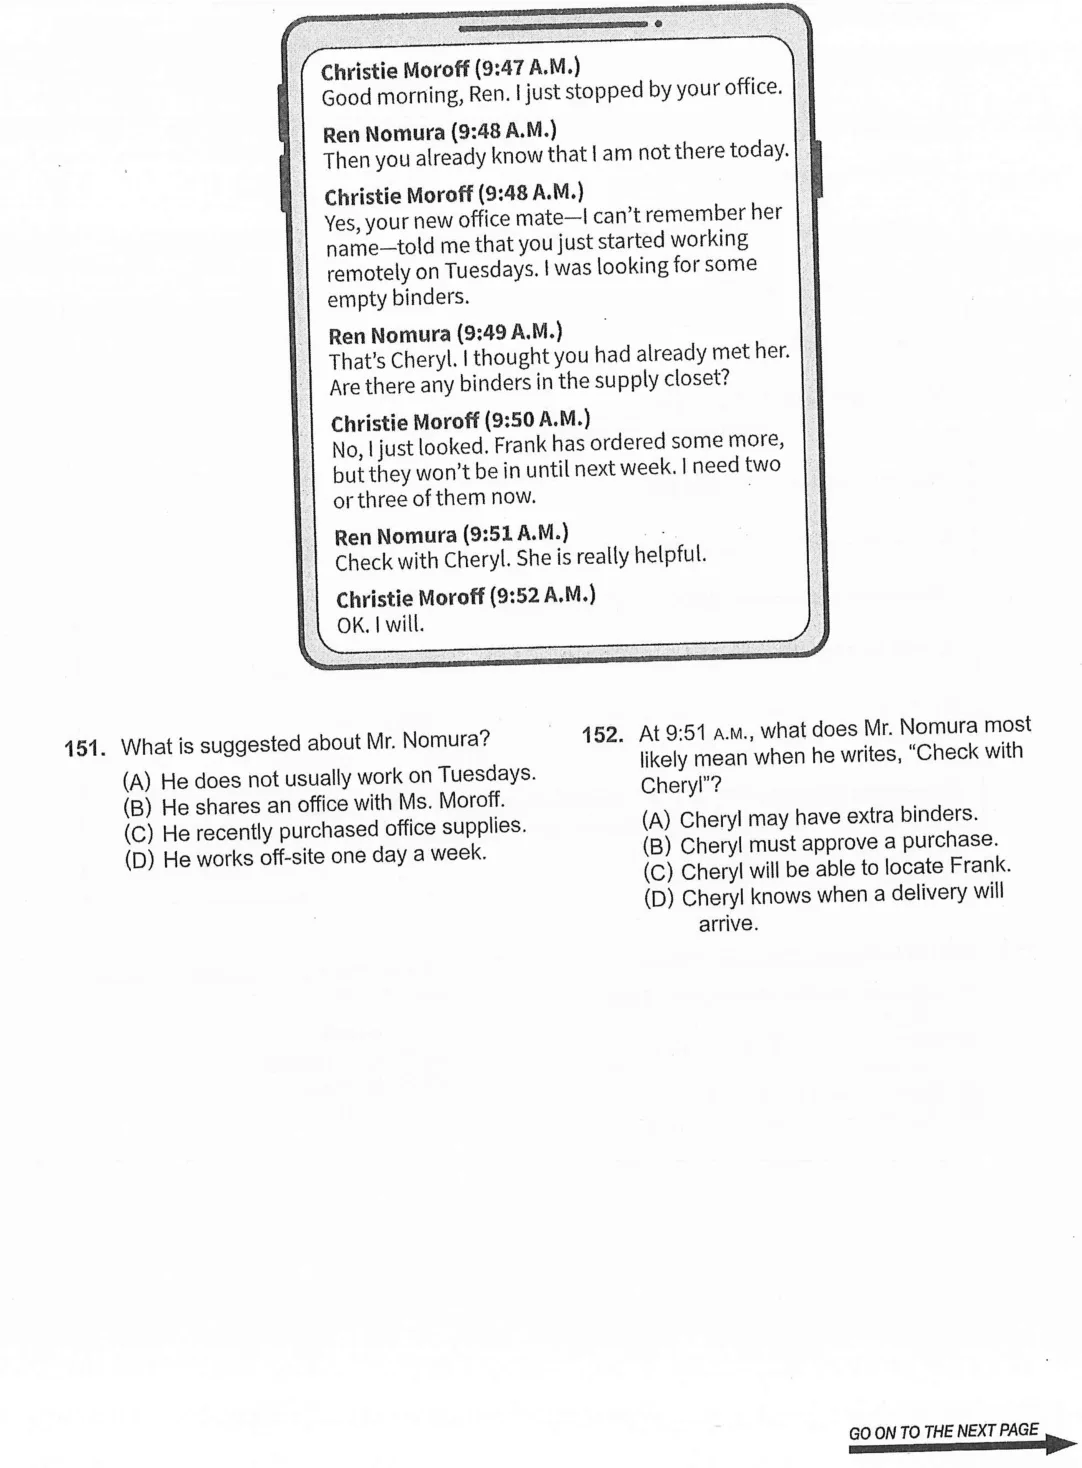 Christie Moroff (9:47 A.M.)
Good morning, Ren. I just stopped by your office.
Ren Nomura (9:48 A.M.)
Then you already know that I am not there today.
Christie Moroff (9:48 A.M.)
Yes, your new office mate—I can't remember her
name—told me that you just started working
remotely on Tuesdays. I was looking for some
empty binders.
Ren Nomura (9:49 A.M.)
That's Cheryl. I thought you had already met her.
Are there any binders in the supply closet?
Christie Moroff (9:50 A.M.)
No, I just looked. Frank has ordered some more,
but they won't be in until next week. I need two
or three of them now.
Ren Nomura (9:51 A.M.)
Check with Cheryl. She is really helpful.
Christie Moroff (9:52 A.M.)
OK. I will.
151. What is suggested about Mr. Nomura?
(A) He does not usually work on Tuesdays.
(B) He shares an office with Ms. Moroff.
(C) He recently purchased office supplies.
(D) He works off-site one day a week.
152. At 9:51 A.M., what does Mr. Nomura most
likely mean when he writes, "Check with
Cheryl"?
(A) Cheryl may have extra binders.
(B) Cheryl must approve a purchase.
(C) Cheryl will be able to locate Frank.
(D) Cheryl knows when a delivery will
arrive.
GO ON TO THE NEXT PAGE